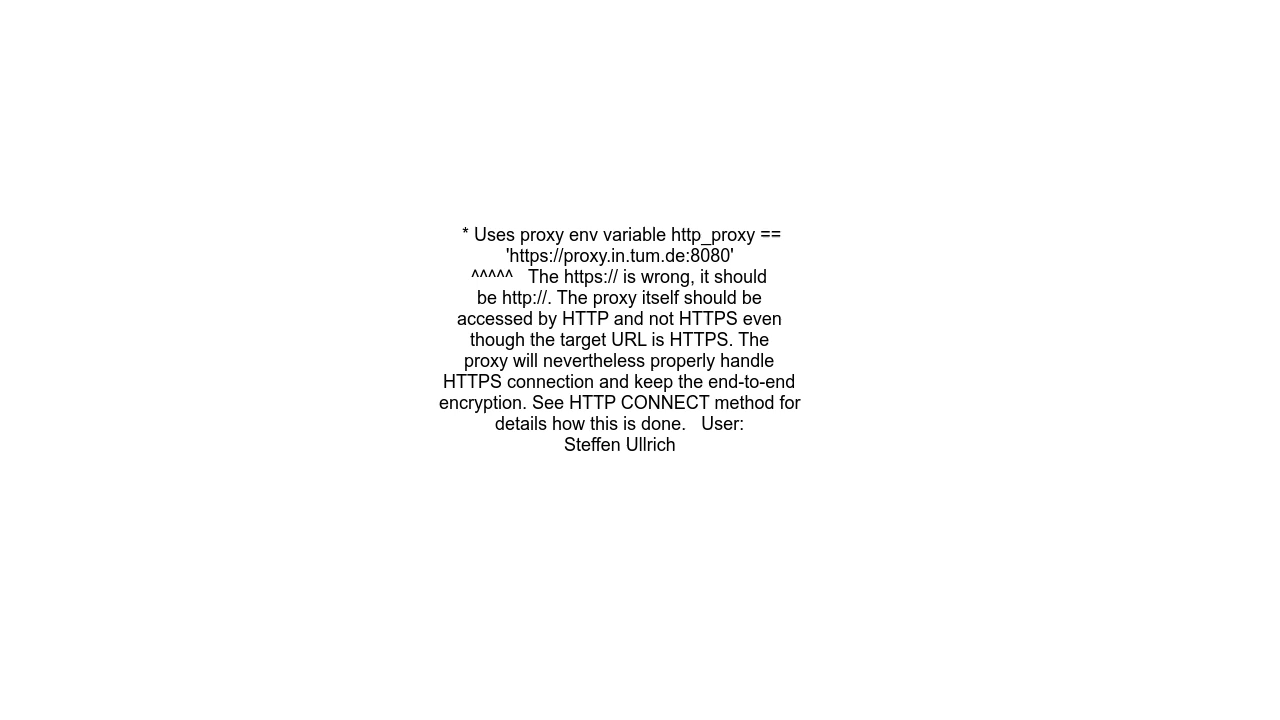 * Uses proxy env variable http_proxy ==
'https://proxy.in.tum.de:8080'
^^^^^   The https:// is wrong, it should
be http://. The proxy itself should be
accessed by HTTP and not HTTPS even
though the target URL is HTTPS. The
proxy will nevertheless properly handle
HTTPS connection and keep the end-to-end
encryption. See HTTP CONNECT method for
details how this is done.   User:
Steffen Ullrich